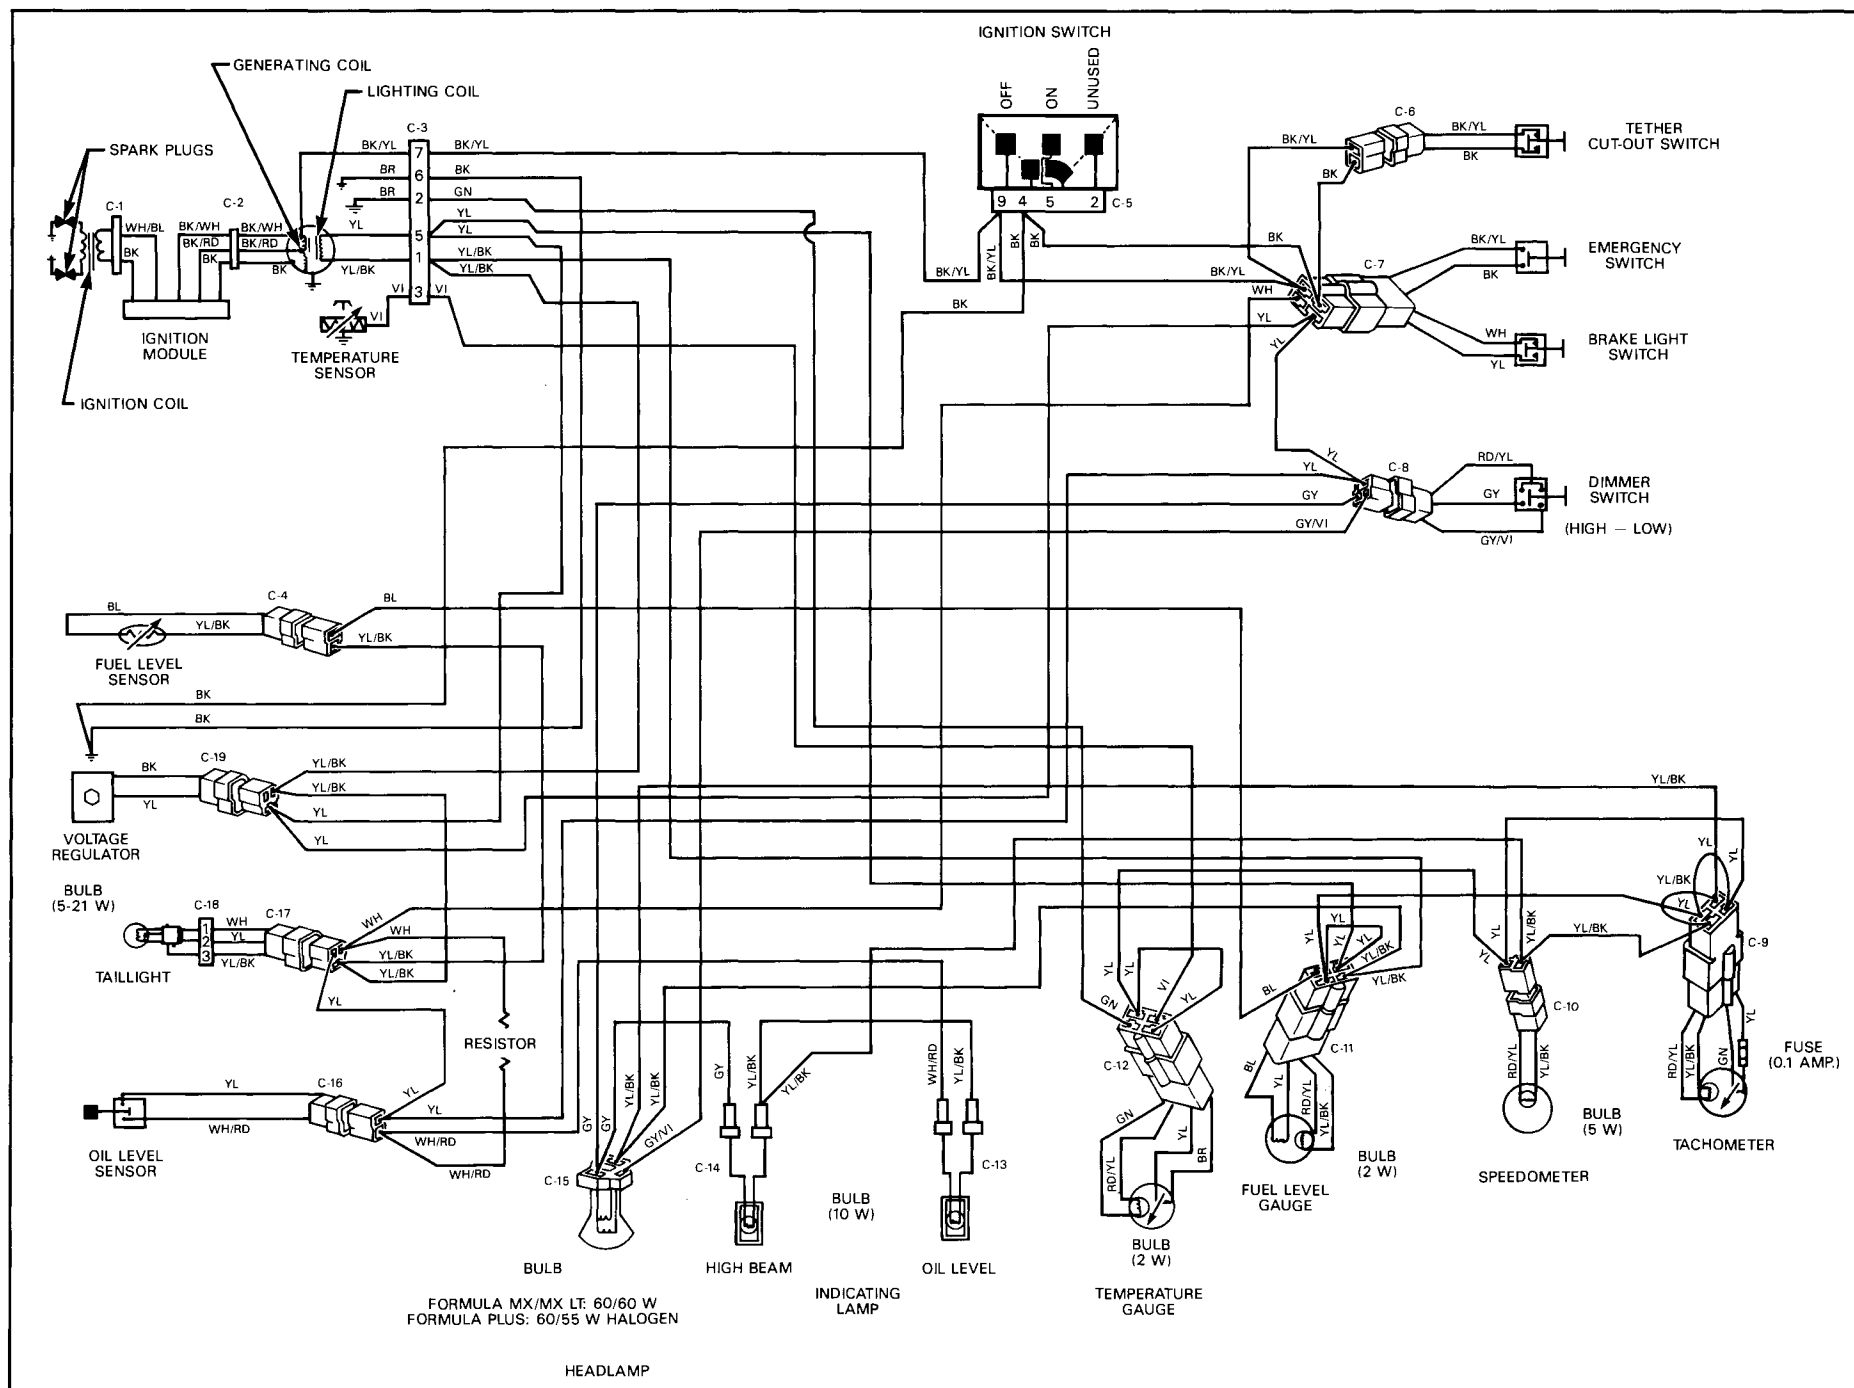 IGNITION SWITCH
OFF
ON
UNUSED
9 4 5 2
C-5
GENERATING COIL
LIGHTING COIL
SPARK PLUGS
C-1
WH/BL
BK
C-2
BK/WH
BK/WH
BK/RD
BK/RD
BK
BK
IGNITION
MODULE
IGNITION COIL
C-3
BK/YL
7
BK/YL
BR
6
BK
BR
2
GN
YL
5
YL
YL
YL/BK
1
YL/BK
YL/BK
VI
3
VI
VI
TEMPERATURE
SENSOR
BK/YL
BK/YL
BK
BK
BK
BK
BK/YL
BK
C-6
BK/YL
BK
TETHER
CUT-OUT SWITCH
BK
BK/YL
WH
YL
YL
C-7
BK/YL
BK
EMERGENCY
SWITCH
WH
YL
BRAKE LIGHT
SWITCH
YL
YL
GY
GY/VI
C-8
RD/YL
GY
GY/VI
DIMMER
SWITCH
(HIGH — LOW)
BL
YL/BK
C-4
BL
YL/BK
FUEL LEVEL
SENSOR
BK
BK
BK
YL
C-19
YL/BK
YL/BK
YL
YL
VOLTAGE
REGULATOR
BULB
(5-21 W)
C-18
1
2
3
WH
YL
YL/BK
C-17
WH
WH
YL/BK
YL/BK
YL
TAILLIGHT
RESISTOR
YL
WH/RD
C-16
YL
YL
WH/RD
WH/RD
OIL LEVEL
SENSOR
GY
GY
YL/BK
YL/BK
GY/VI
C-15
BULB
FORMULA MX/MX LT: 60/60 W
FORMULA PLUS: 60/55 W HALOGEN
HEADLAMP
GY
YL/BK
YL/BK
C-14
HIGH BEAM
BULB
(10 W)
INDICATING
LAMP
WH/RD
YL/BK
C-13
OIL LEVEL
GN
YL
YL
VI
YL
C-12
GN
RD/YL
YL
BR
BULB
(2 W)
TEMPERATURE
GAUGE
BL
YL
YL
YL
YL
YL/BK
YL/BK
C-11
BL
YL
RD/YL
YL/BK
FUEL LEVEL
GAUGE
BULB
(2 W)
YL
YL
YL/BK
YL/BK
C-10
RD/YL
YL/BK
BULB
(5 W)
SPEEDOMETER
YL/BK
YL
YL
YL/BK
YL
C-9
RD/YL
YL/BK
GN
YL
FUSE
(0.1 AMP.)
TACHOMETER